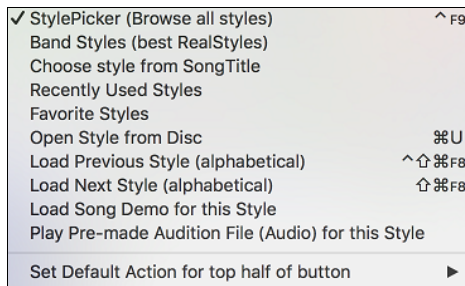 ✓ StylePicker (Browse all styles) ^F9
Band Styles (best RealStyles)
Choose style from SongTitle
Recently Used Styles
Favorite Styles
Open Style from Disc ⌘U
Load Previous Style (alphabetical) ^⇧⌘F8
Load Next Style (alphabetical) ⇧⌘F8
Load Song Demo for this Style
Play Pre-made Audition File (Audio) for this Style
Set Default Action for top half of button ▶